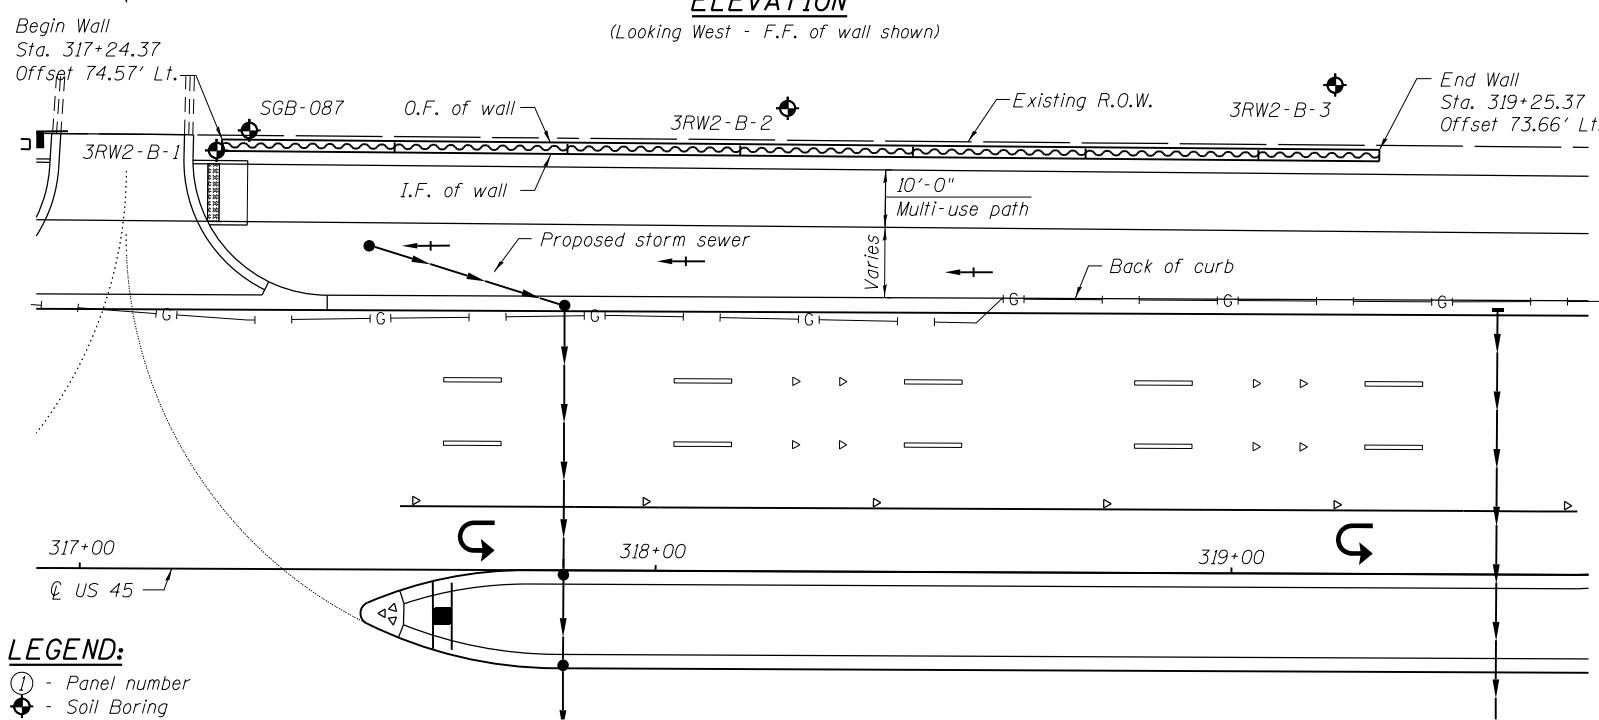 ELEVATION
(Looking West - F.F. of wall shown)
Begin Wall
Sta. 317+24.37
Offset 74.57' Lt.
SGB-087
O.F. of wall
3RW2-B-2
Existing R.O.W.
3RW2-B-3
End Wall
Sta. 319+25.37
Offset 73.66' Lt.
3RW2-B-1
I.F. of wall
10'-0"
Multi-use path
Proposed storm sewer
Varies
Back of curb
G
G
G
G
G
G
G
317+00
318+00
319+00
℄ US 45
LEGEND:
1 - Panel number
- Soil Boring